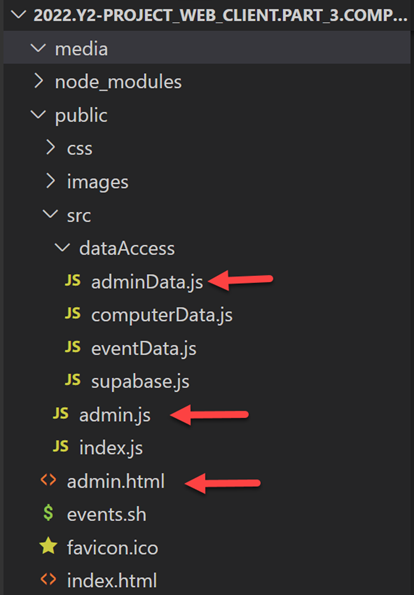 2022.Y2-PROJECT_WEB_CLIENT.PART_3.COMP...
media
node_modules
public
css
images
src
dataAccess
JS adminData.js
JS computerData.js
JS eventData.js
JS supabase.js
JS admin.js
JS index.js
<> admin.html
$ events.sh
favicon.ico
<> index.html